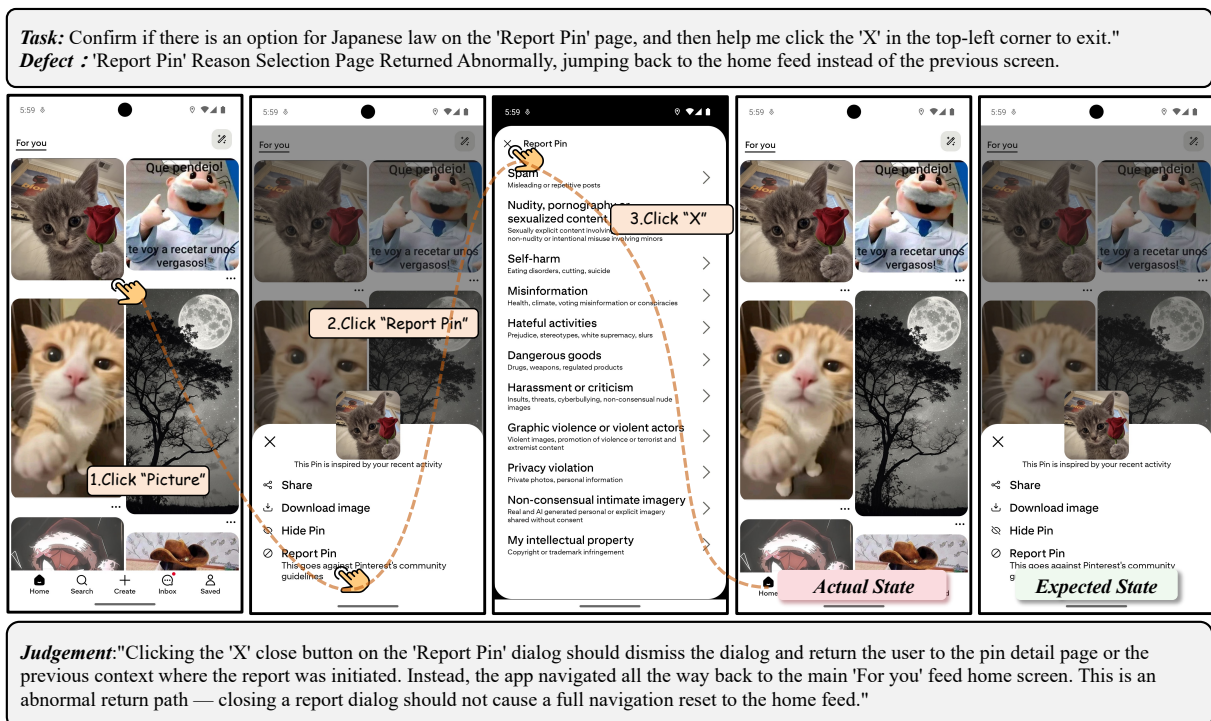 Task: Confirm if there is an option for Japanese law on the 'Report Pin' page, and then help me click the 'X' in the top-left corner to exit."
Defect : 'Report Pin' Reason Selection Page Returned Abnormally, jumping back to the home feed instead of the previous screen.
5:59
For you
Que pendejo!
te voy a recetar unos
vergasos!
1.Click "Picture"
Home
Search
Create
Inbox
Saved
5:59
For you
Que pendejo!
te voy a recetar unos
vergasos!
2.Click "Report Pin"
This Pin is inspired by your recent activity
Share
Download image
Hide Pin
Report Pin
This goes against Pinterest's community
guidelines
5:59
Report Pin
Spam
Misleading or repetitive posts
Nudity, pornography or
sexualized content
3.Click "X"
Sexually explicit content involving
non-nudity or intentional misuse involving minors
Self-harm
Eating disorders, cutting, suicide
Misinformation
Health, climate, voting misinformation or conspiracies
Hateful activities
Prejudice, stereotypes, white supremacy, slurs
Dangerous goods
Drugs, weapons, regulated products
Harassment or criticism
Insults, threats, cyberbullying, non-consensual nude
images
Graphic violence or violent actors
Violent images, promotion of violence or terrorist and
extremist content
Privacy violation
Private photos, personal information
Non-consensual intimate imagery
Real and AI generated personal or explicit imagery
shared without consent
My intellectual property
Copyright or trademark infringement
5:59
For you
Que pendejo!
te voy a recetar unos
vergasos!
Home
Actual State
5:59
For you
Que pendejo!
te voy a recetar unos
vergasos!
This Pin is inspired by your recent activity
Share
Download image
Hide Pin
Report Pin
This goes against Pinterest's community
Expected State
Judgement:"Clicking the 'X' close button on the 'Report Pin' dialog should dismiss the dialog and return the user to the pin detail page or the
previous context where the report was initiated. Instead, the app navigated all the way back to the main 'For you' feed home screen. This is an
abnormal return path — closing a report dialog should not cause a full navigation reset to the home feed."